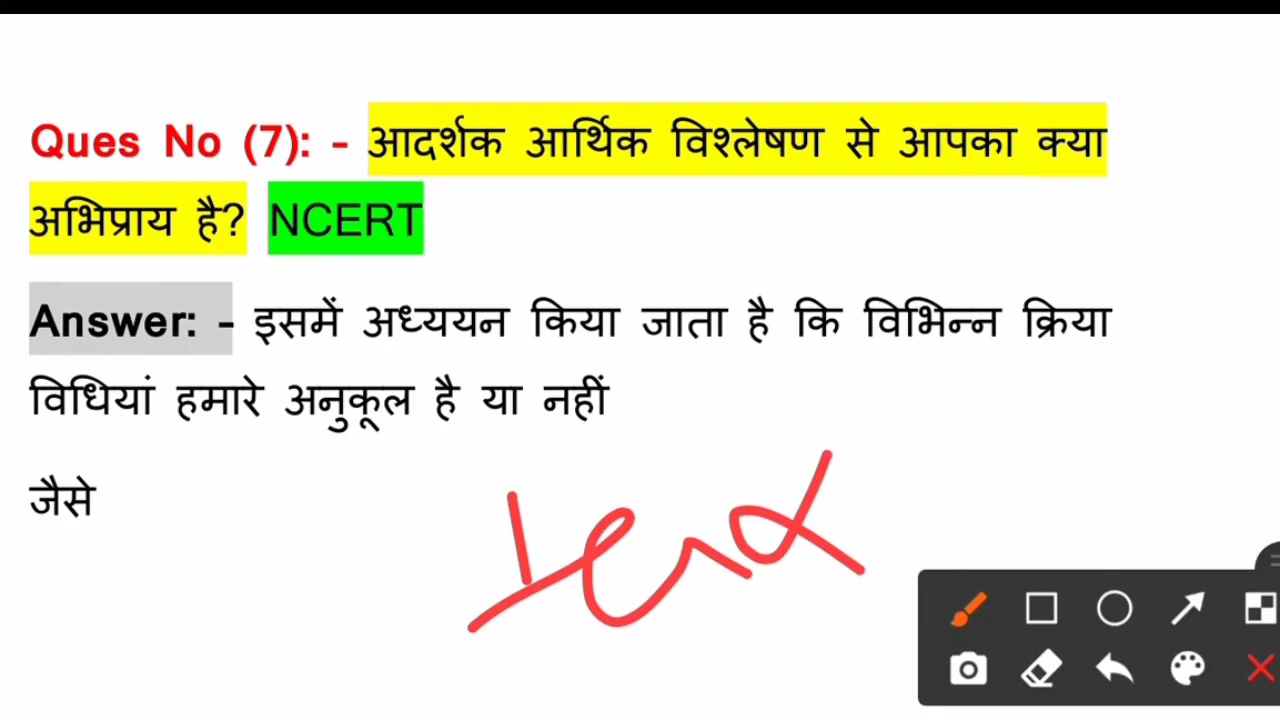 Ques No (7): - आदर्शक आर्थिक विश्लेषण से आपका क्या
अभिप्राय है? NCERT
Answer: - इसमें अध्ययन किया जाता है कि विभिन्न क्रिया
विधियां हमारे अनुकूल है या नहीं
जैसे